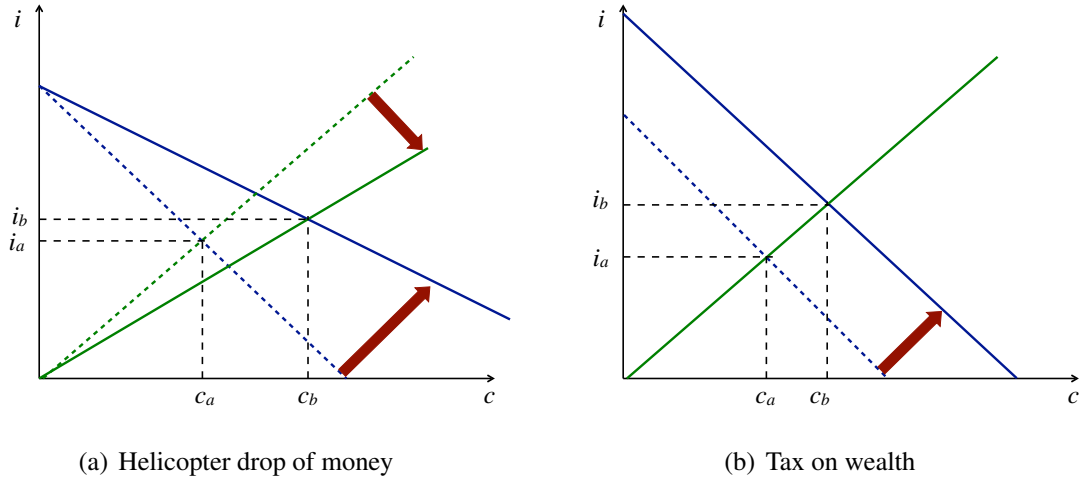 i
i_b
i_a
c_a
c_b
c
(a) Helicopter drop of money
i
i_b
i_a
c_a
c_b
c
(b) Tax on wealth